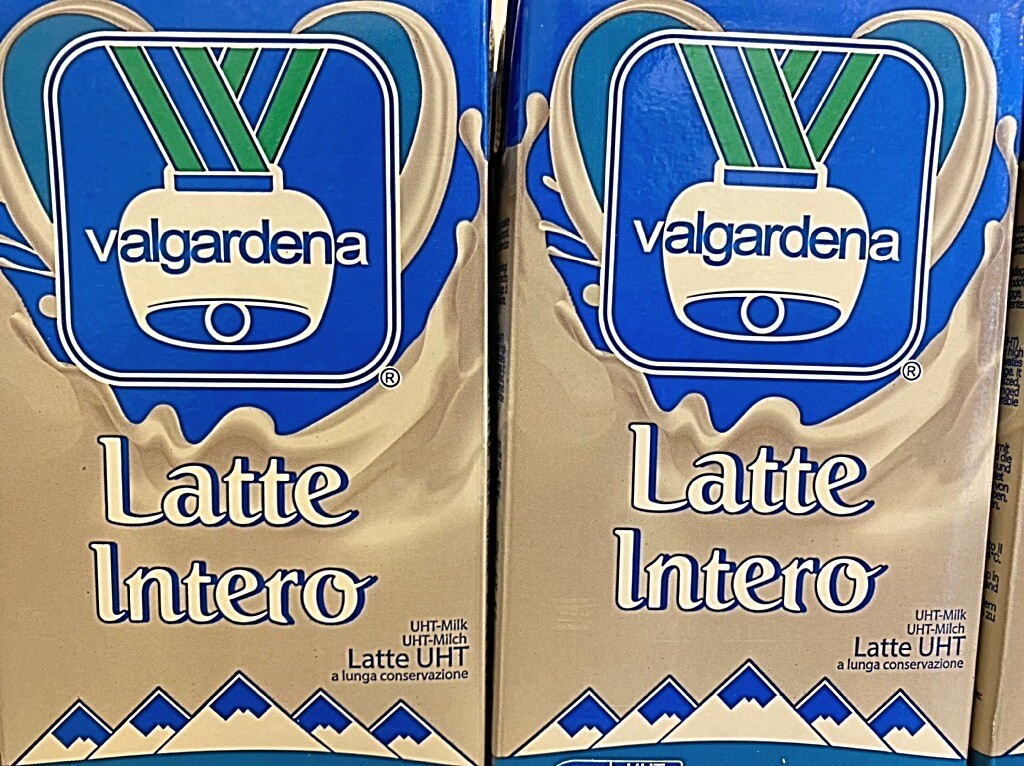 valgardena
®
Latte
Intero
UHT-Milk
UHT-Milch
Latte UHT
a lunga conservazione
valgardena
®
Latte
Intero
UHT-Milk
UHT-Milch
Latte UHT
a lunga conservazione
UHT